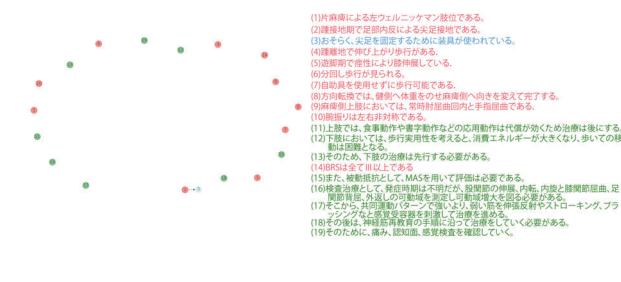 (1)片麻痺による左ウェルニッケマン肢位である。
(2)踵接地期で足部内反による尖足接地である。
(3)おそらく、尖足を固定するために装具が使われている。
(4)踵離地で伸び上がり歩行がある.
(5)遊脚期で痙性により膝伸展している.
(6)分回し歩行が見られる。
(7)自助具を使用せずに歩行可能である.
(8)方向転換では、健側へ体重をのせ麻痺側へ向きを変えて完了する。
(9)麻痺側上肢においては、常時肘屈曲回内と手指屈曲である.
(10)腕振りは左右非対称である。
(11)上肢では、食事動作や書字動作などの応用動作は代償が効くため治療は後にする。
(12)下肢においては、歩行実用性を考えると、消費エネルギーが大きくなり、歩いての移
動は困難となる。
(13)そのため、下肢の治療は先行する必要がある。
(14)BRSは全てⅢ以上である
(15)また、被動抵抗として、MASを用いて評価は必要である。
(16)検査治療として、発症時期は不明だが、股関節の伸展、内転、内旋と膝関節屈曲、足
関節背屈、外返しの可動域を測定し可動域増大を図る必要がある。
(17)そこから、共同運動パターンで強いより、弱い筋を伸張反射やストローキング、ブラ
ッシングなど感覚受容器を刺激して治療を進める。
(18)その後は、神経筋再教育の手順に沿って治療をしていく必要がある。
(19)そのために、痛み、認知面、感覚検査を確認していく。